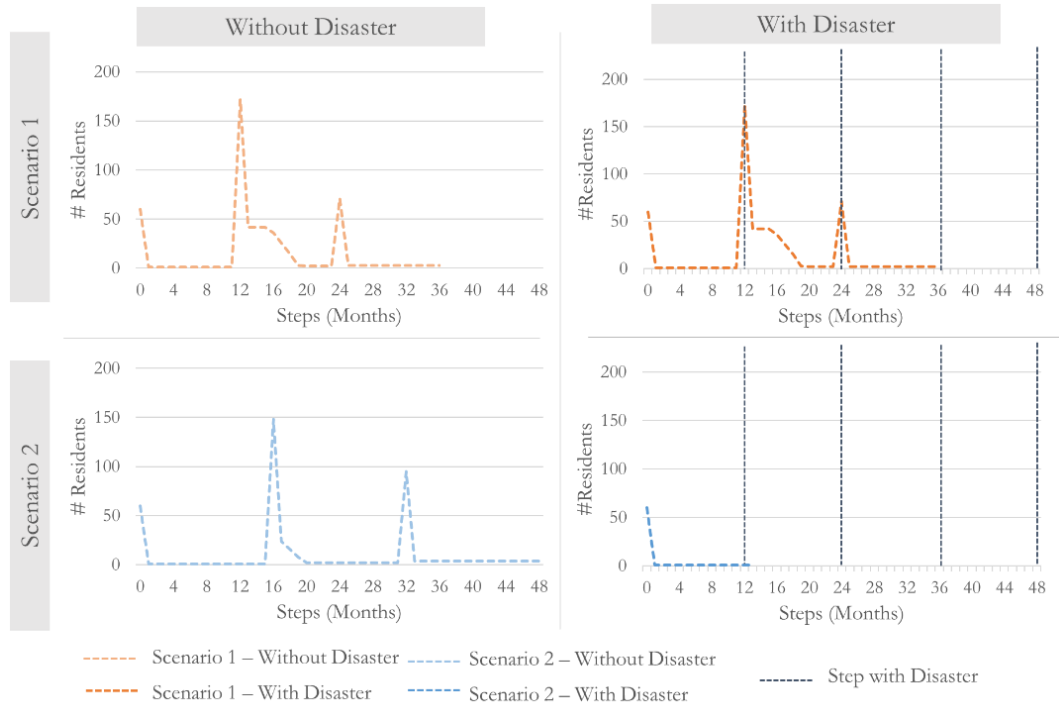 Without Disaster
With Disaster
Scenario 1
# Residents
200
150
100
50
0
0 4 8 12 16 20 24 28 32 36 40 44 48
Steps (Months)
#Residents
200
150
100
50
0
0 4 8 12 16 20 24 28 32 36 40 44 48
Steps (Months)
Scenario 2
# Residents
200
150
100
50
0
0 4 8 12 16 20 24 28 32 36 40 44 48
Steps (Months)
#Residents
200
150
100
50
0
0 4 8 12 16 20 24 28 32 36 40 44 48
Steps (Months)
Scenario 1 – Without Disaster
Scenario 2 – Without Disaster
Step with Disaster
Scenario 1 – With Disaster
Scenario 2 – With Disaster